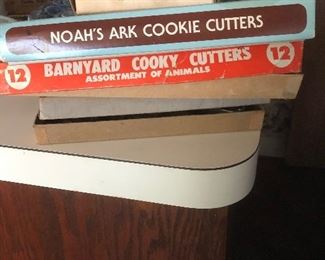 NOAH'S ARK COOKIE CUTTERS
12 BARNYARD COOKY CUTTERS 12
ASSORTMENT OF ANIMALS